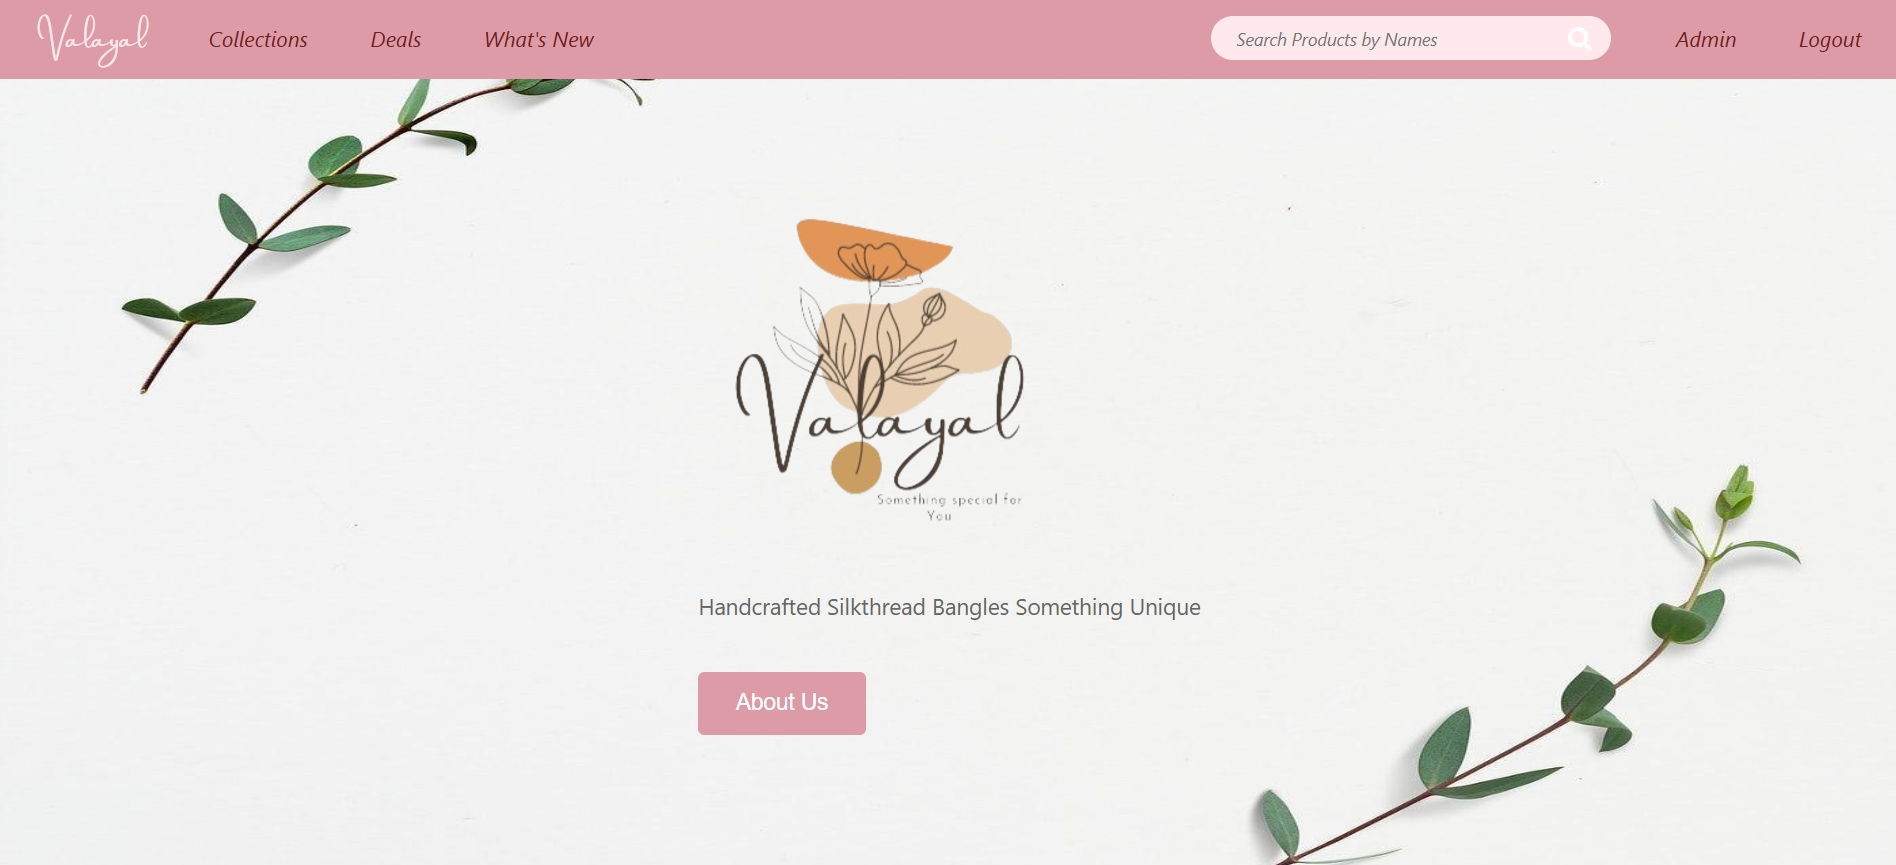 Valayal
Collections
Deals
What's New
Search Products by Names
Admin
Logout
Valayal
Something special for
You
Handcrafted Silkthread Bangles Something Unique
About Us